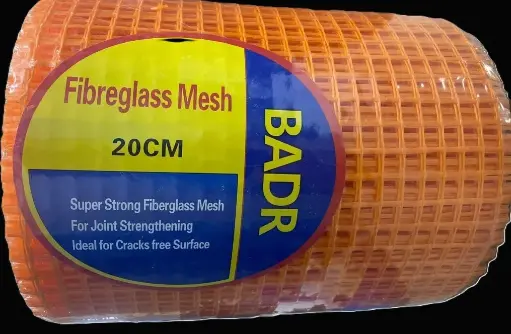 Fibreglass Mesh
20CM
BADR
Super Strong Fiberglass Mesh
For Joint Strengthening
Ideal for Cracks free Surface